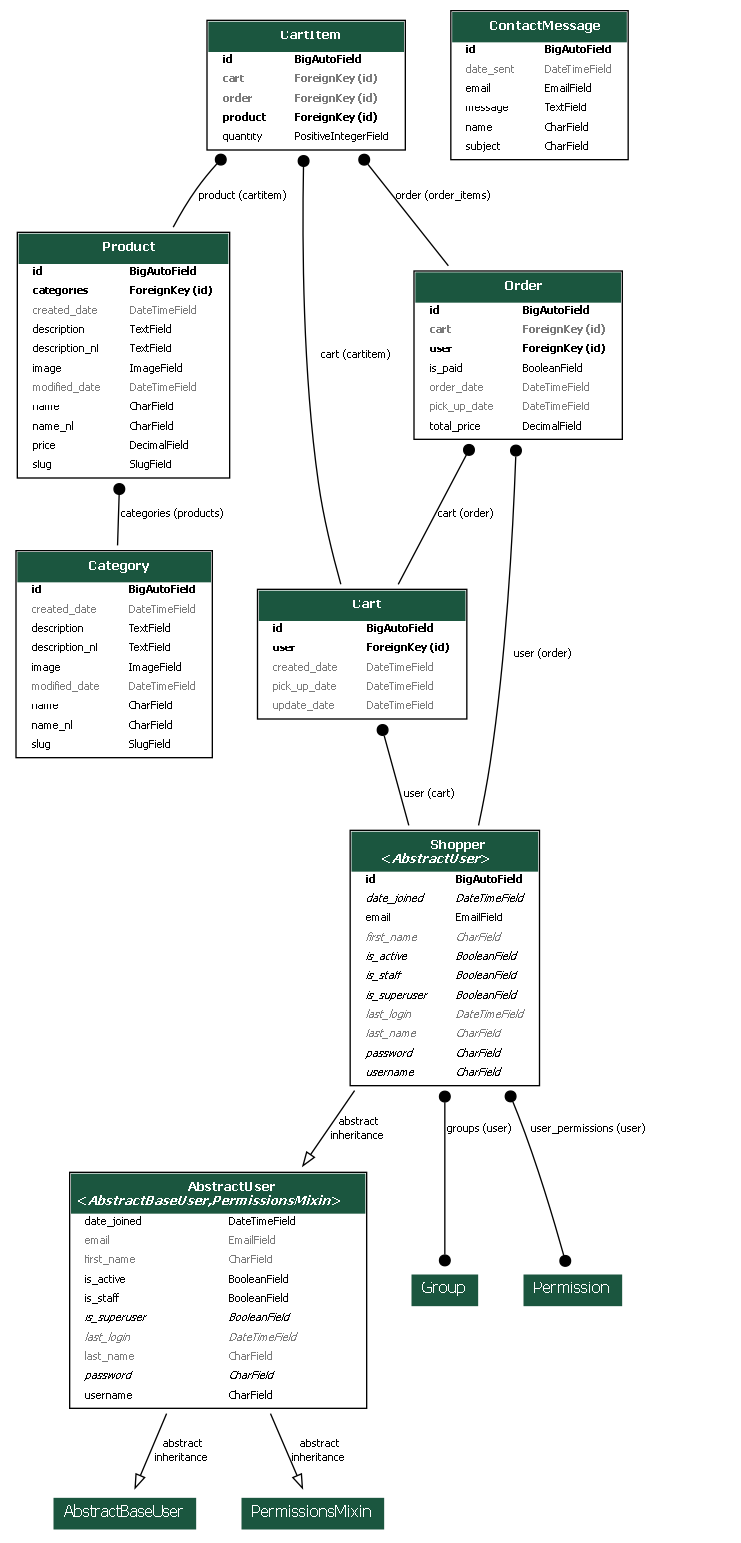 CartItem
id BigAutoField
cart ForeignKey (id)
order ForeignKey (id)
product ForeignKey (id)
quantity PositiveIntegerField
ContactMessage
id BigAutoField
date_sent DateTimeField
email EmailField
message TextField
name CharField
subject CharField
product (cartitem)
order (order_items)
cart (cartitem)
Product
id BigAutoField
categories ForeignKey (id)
created_date DateTimeField
description TextField
description_nl TextField
image ImageField
modified_date DateTimeField
name CharField
name_nl CharField
price DecimalField
slug SlugField
Order
id BigAutoField
cart ForeignKey (id)
user ForeignKey (id)
is_paid BooleanField
order_date DateTimeField
pick_up_date DateTimeField
total_price DecimalField
categories (products)
cart (order)
user (order)
Category
id BigAutoField
created_date DateTimeField
description TextField
description_nl TextField
image ImageField
modified_date DateTimeField
name CharField
name_nl CharField
slug SlugField
Cart
id BigAutoField
user ForeignKey (id)
created_date DateTimeField
pick_up_date DateTimeField
update_date DateTimeField
user (cart)
Shopper
<AbstractUser>
id BigAutoField
date_joined DateTimeField
email EmailField
first_name CharField
is_active BooleanField
is_staff BooleanField
is_superuser BooleanField
last_login DateTimeField
last_name CharField
password CharField
username CharField
abstract
inheritance
groups (user)
user_permissions (user)
AbstractUser
<AbstractBaseUser,PermissionsMixin>
date_joined DateTimeField
email EmailField
first_name CharField
is_active BooleanField
is_staff BooleanField
is_superuser BooleanField
last_login DateTimeField
last_name CharField
password CharField
username CharField
Group
Permission
abstract
inheritance
abstract
inheritance
AbstractBaseUser
PermissionsMixin